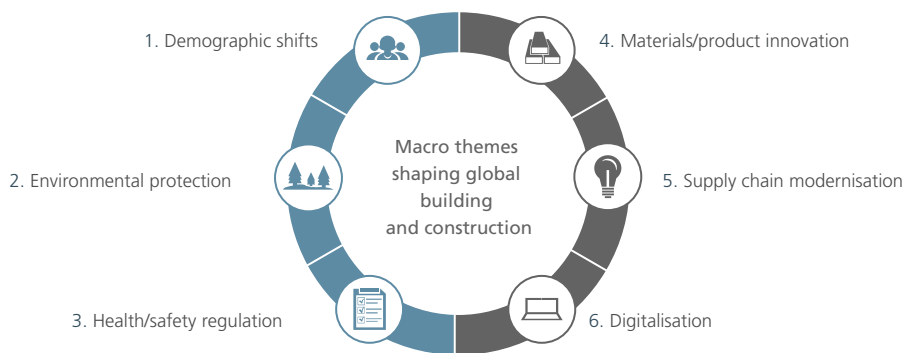 1. Demographic shifts
2. Environmental protection
3. Health/safety regulation
Macro themes
shaping global
building
and construction
4. Materials/product innovation
5. Supply chain modernisation
6. Digitalisation